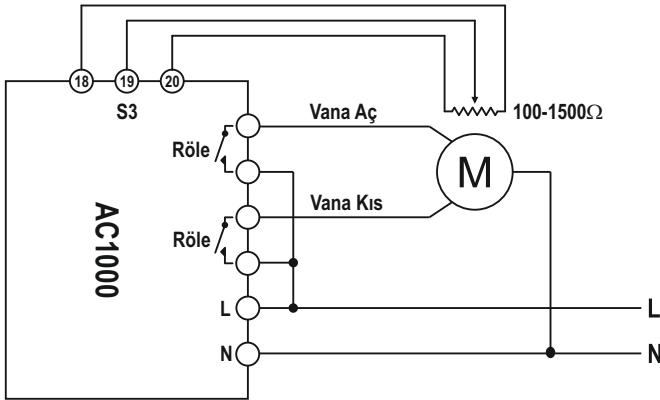 18 19 20
S3
100-1500Ω
Vana Aç
Röle
M
Vana Kıs
Röle
AC1000
L
L
N
N